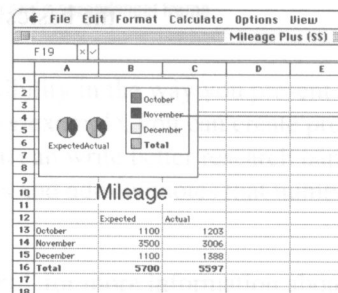 File Edit Format Calculate Options View
Mileage Plus (SS)
F19
A B C D E
1
2
3
4
5
6
7
8
9
10
11
12
13
14
15
16
17
18
October
November
December
Total
Expected Actual
Mileage
Expected Actual
October 1100 1203
November 3500 3006
December 1100 1388
Total 5700 5597